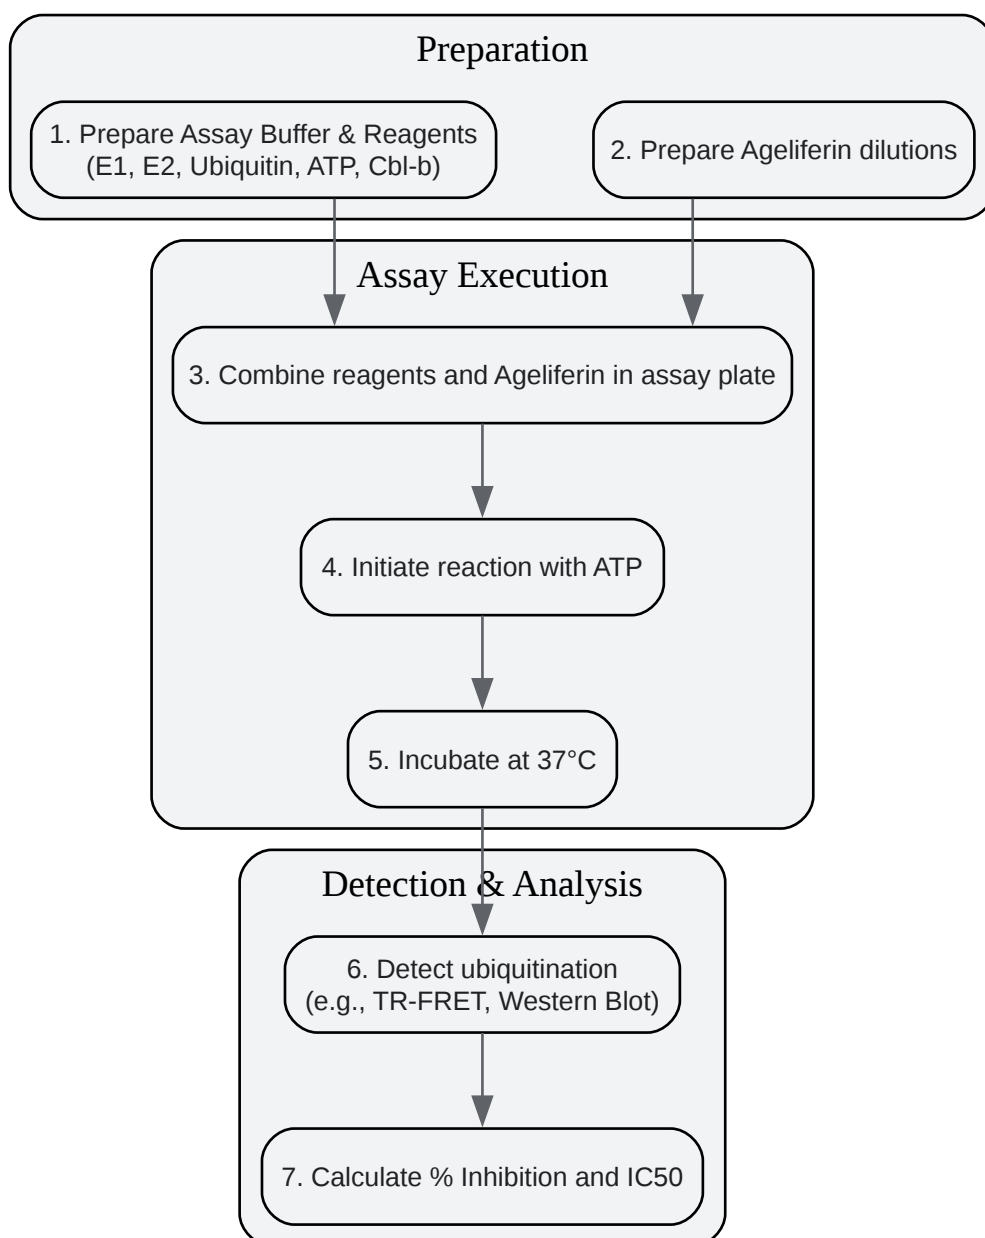 Preparation
1. Prepare Assay Buffer & Reagents
(E1, E2, Ubiquitin, ATP, Cbl-b)
2. Prepare Ageliferin dilutions
Assay Execution
3. Combine reagents and Ageliferin in assay plate
4. Initiate reaction with ATP
5. Incubate at 37°C
Detection & Analysis
6. Detect ubiquitination
(e.g., TR-FRET, Western Blot)
7. Calculate % Inhibition and IC50